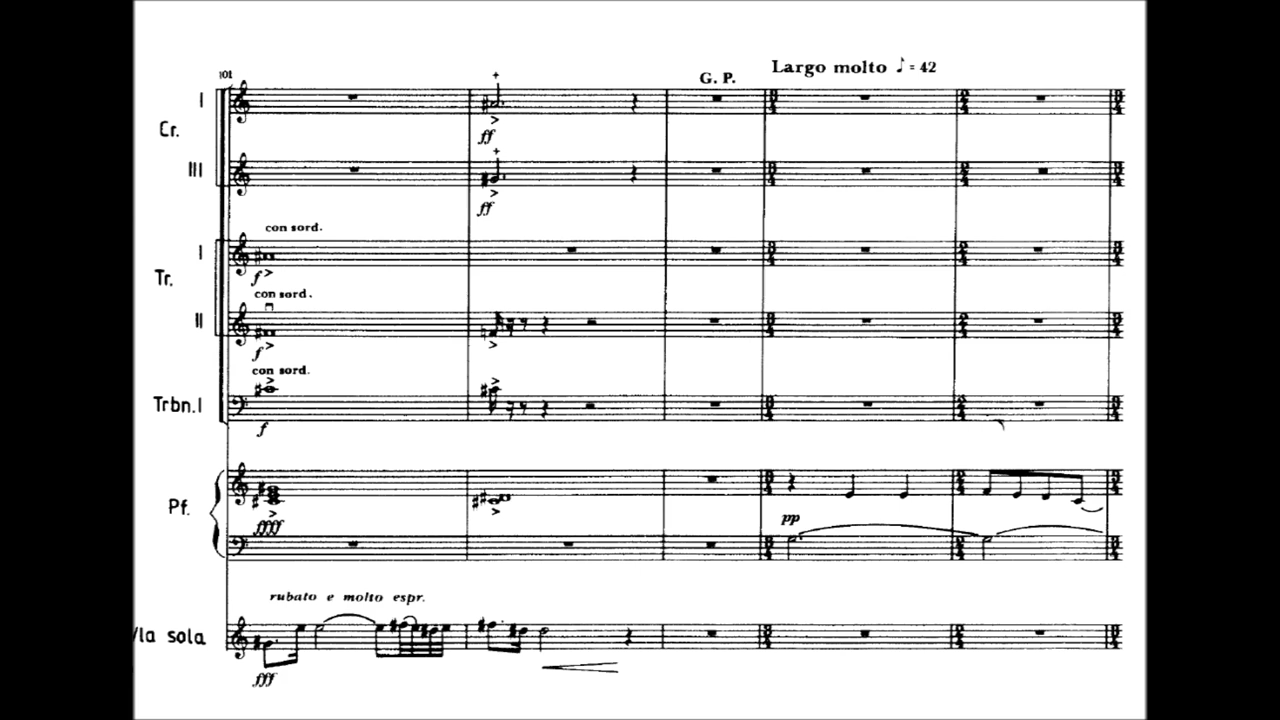 Largo molto ♪ = 42
101 G. P.
I
Cr.
ff
III
ff
con sord.
I
f
Tr.
con sord.
II
f
con sord.
Trbn. I
f
Pf.
ffff pp
rubato e molto espr.
Vla sola
fff